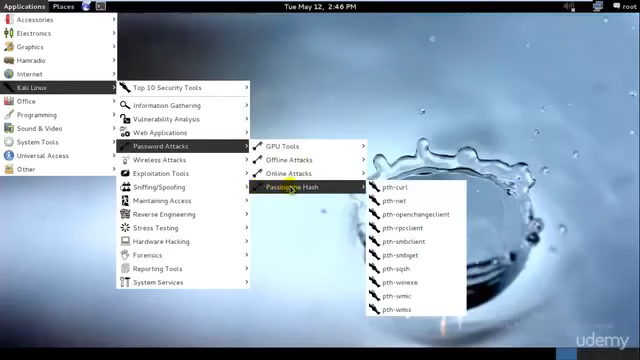 Applications Places Tue May 12, 2:46 PM root
Accessories
Electronics
Graphics
Hamradio
Internet
Kali Linux
Office
Programming
Sound & Video
System Tools
Universal Access
Other
Top 10 Security Tools
Information Gathering
Vulnerability Analysis
Web Applications
Password Attacks
Wireless Attacks
Exploitation Tools
Sniffing/Spoofing
Maintaining Access
Reverse Engineering
Stress Testing
Hardware Hacking
Forensics
Reporting Tools
System Services
GPU Tools
Offline Attacks
Online Attacks
Passing the Hash
pth-curl
pth-net
pth-openchangeclient
pth-rpcclient
pth-smbclient
pth-smbget
pth-sqsh
pth-winexe
pth-wmic
pth-wmis
udemy